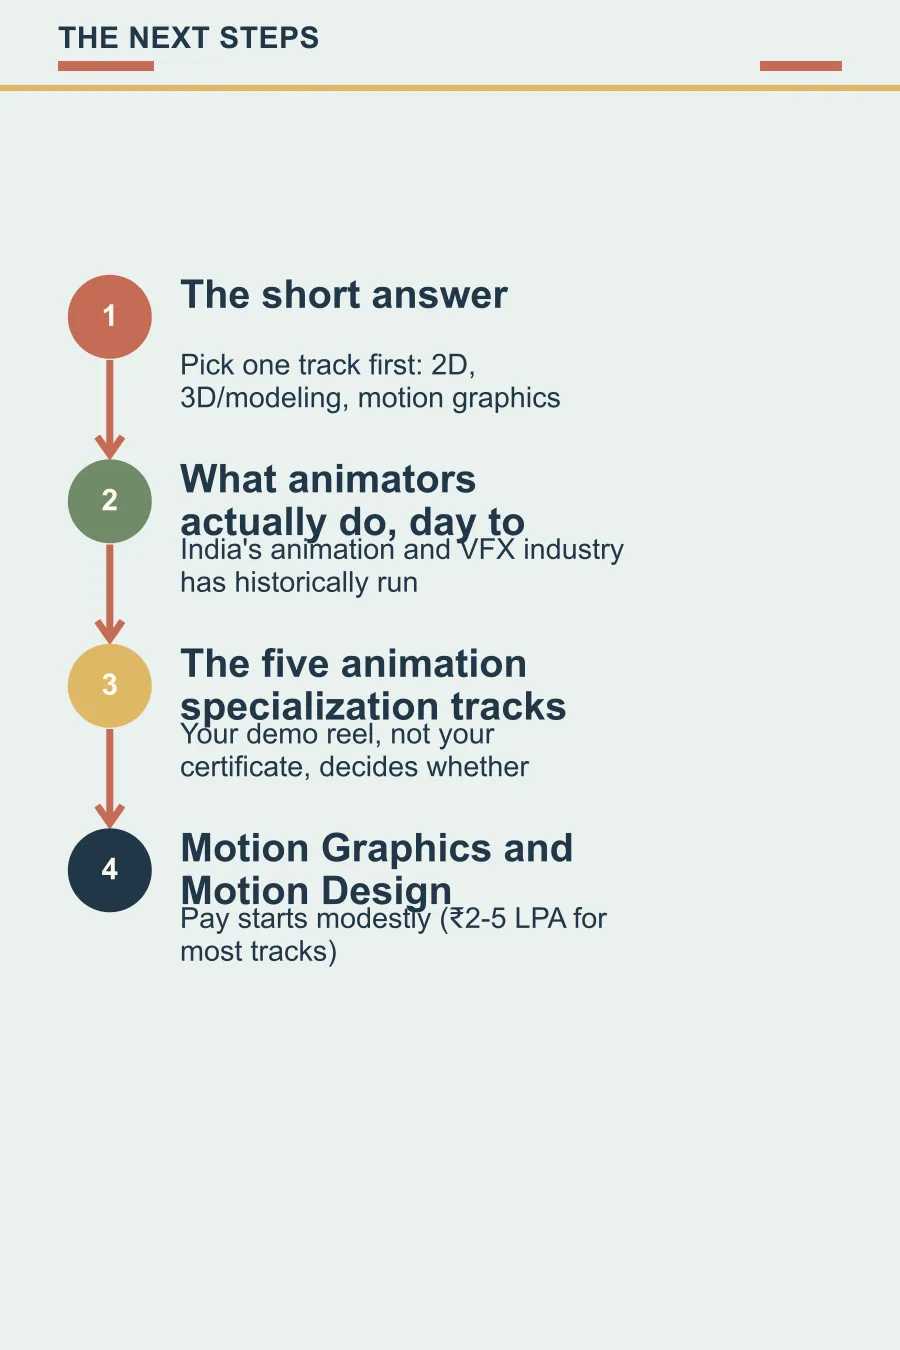 THE NEXT STEPS
1
The short answer
Pick one track first: 2D,
3D/modeling, motion graphics
2
What animators
actually do, day to
India's animation and VFX industry
has historically run
3
The five animation
specialization tracks
Your demo reel, not your
certificate, decides whether
4
Motion Graphics and
Motion Design
Pay starts modestly (₹2-5 LPA for
most tracks)